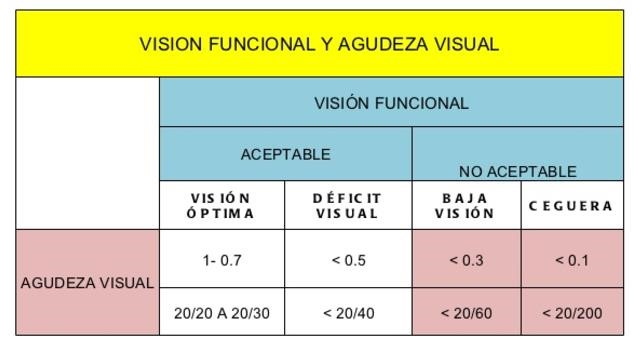 VISION FUNCIONAL Y AGUDEZA VISUAL
VISIÓN FUNCIONAL
ACEPTABLE
NO ACEPTABLE
VISIÓN ÓPTIMA
DÉFICIT VISUAL
BAJA VISIÓN
CEGUERA
AGUDEZA VISUAL
1- 0.7
< 0.5
< 0.3
< 0.1
20/20 A 20/30
< 20/40
< 20/60
< 20/200